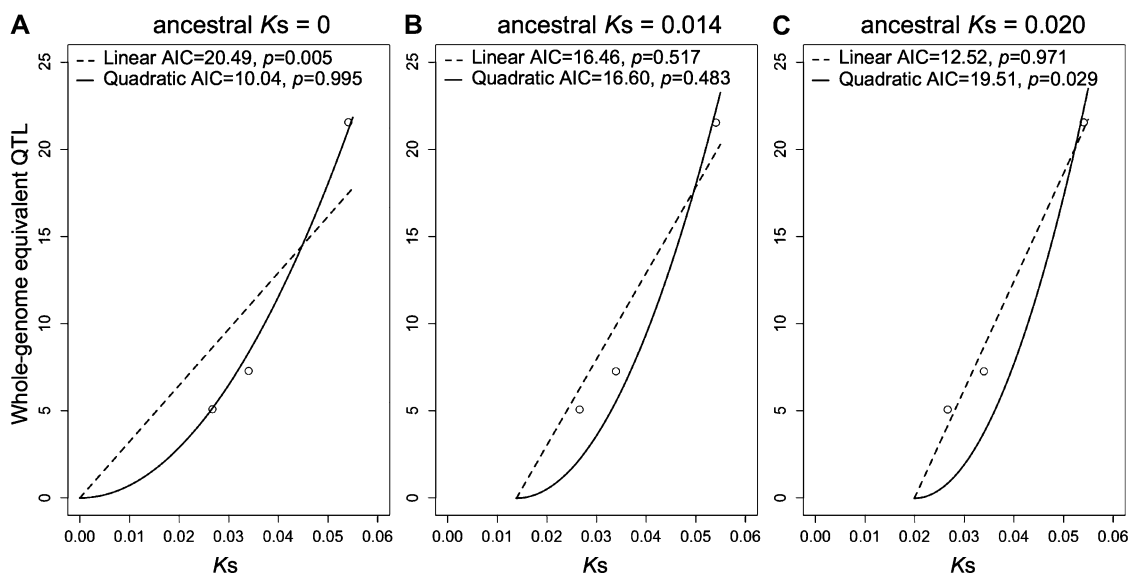 A ancestral Ks = 0
Linear AIC=20.49, p=0.005
Quadratic AIC=10.04, p=0.995
Whole-genome equivalent QTL
25
20
15
10
5
0
0.00 0.01 0.02 0.03 0.04 0.05 0.06
Ks
B ancestral Ks = 0.014
Linear AIC=16.46, p=0.517
Quadratic AIC=16.60, p=0.483
25
20
15
10
5
0
0.00 0.01 0.02 0.03 0.04 0.05 0.06
Ks
C ancestral Ks = 0.020
Linear AIC=12.52, p=0.971
Quadratic AIC=19.51, p=0.029
25
20
15
10
5
0
0.00 0.01 0.02 0.03 0.04 0.05 0.06
Ks